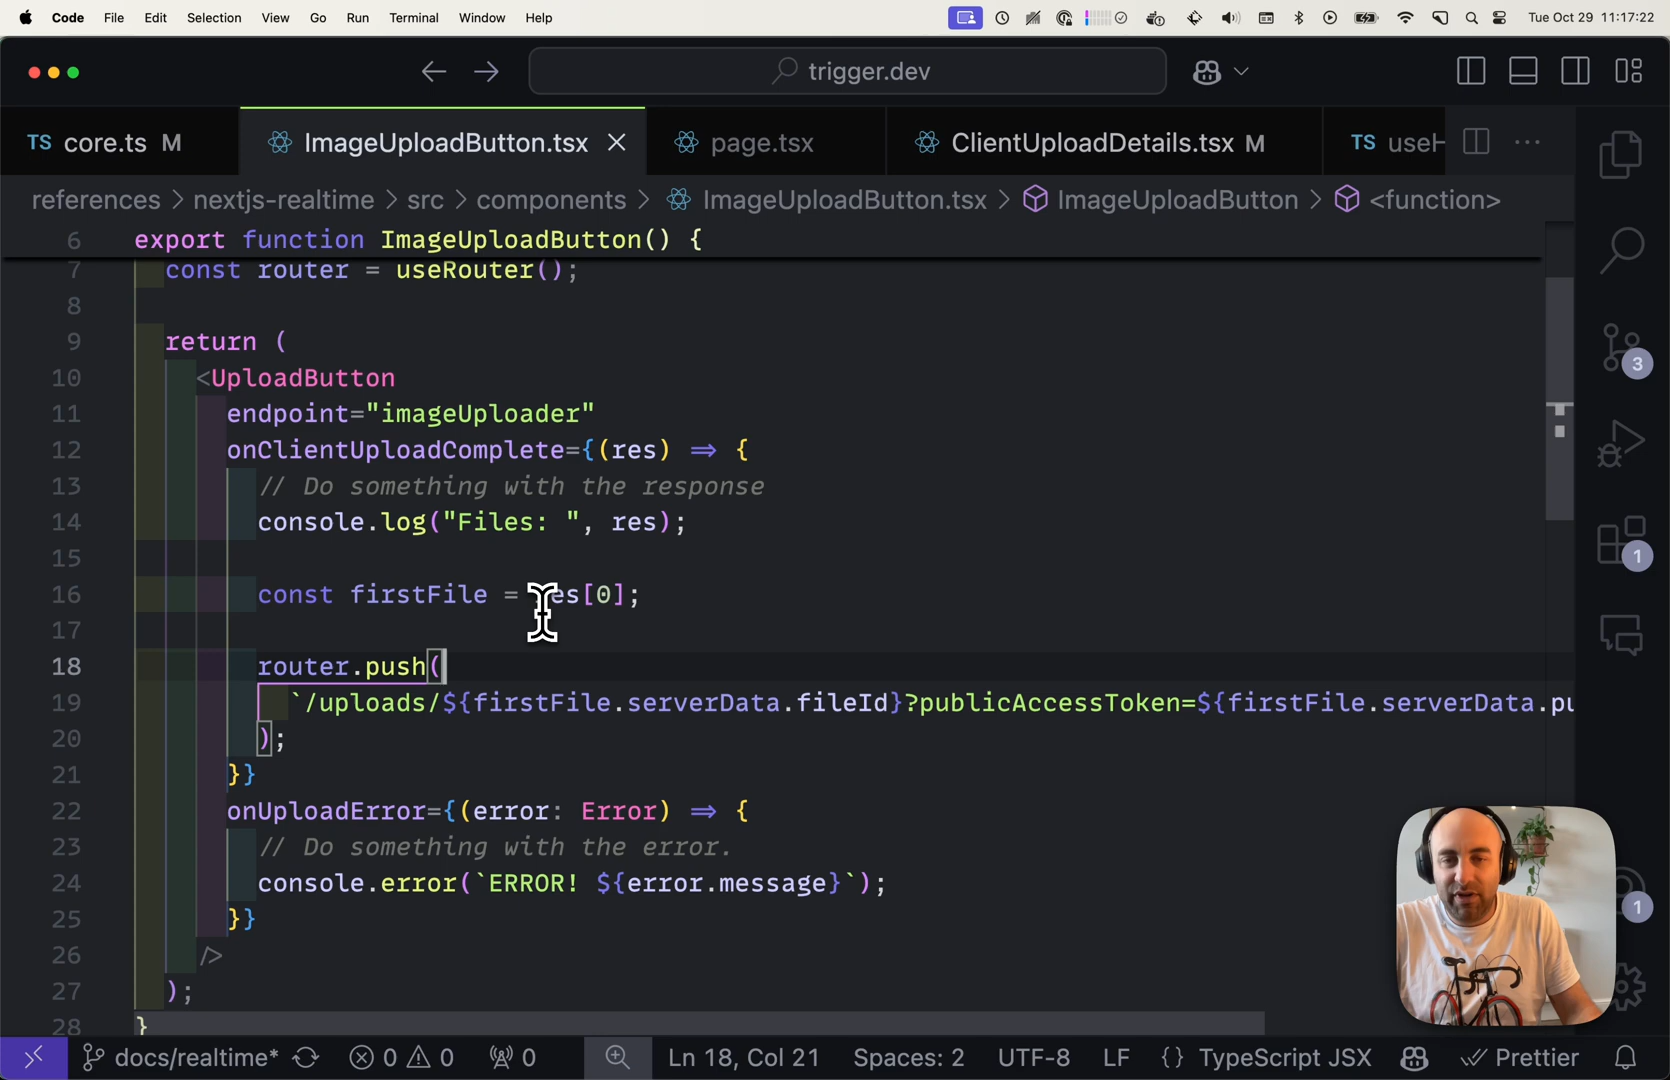 Code File Edit Selection View Go Run Terminal Window Help Tue Oct 29 11:17:22
trigger.dev
TS core.ts M ImageUploadButton.tsx page.tsx ClientUploadDetails.tsx M TS useH
references > nextjs-realtime > src > components > ImageUploadButton.tsx > ImageUploadButton > <function>
6 export function ImageUploadButton() {
7 const router = useRouter();
8
9 return (
10 <UploadButton
11 endpoint="imageUploader"
12 onClientUploadComplete={(res) => {
13 // Do something with the response
14 console.log("Files: ", res);
15
16 const firstFile = res[0];
17
18 router.push(
19 `/uploads/${firstFile.serverData.fileId}?publicAccessToken=${firstFile.serverData.pu
20 );
21 }}
22 onUploadError={(error: Error) => {
23 // Do something with the error.
24 console.error(`ERROR! ${error.message}`);
25 }}
26 />
27 );
28 }
3
1
1
docs/realtime* 0 0 0 Ln 18, Col 21 Spaces: 2 UTF-8 LF {} TypeScript JSX Prettier